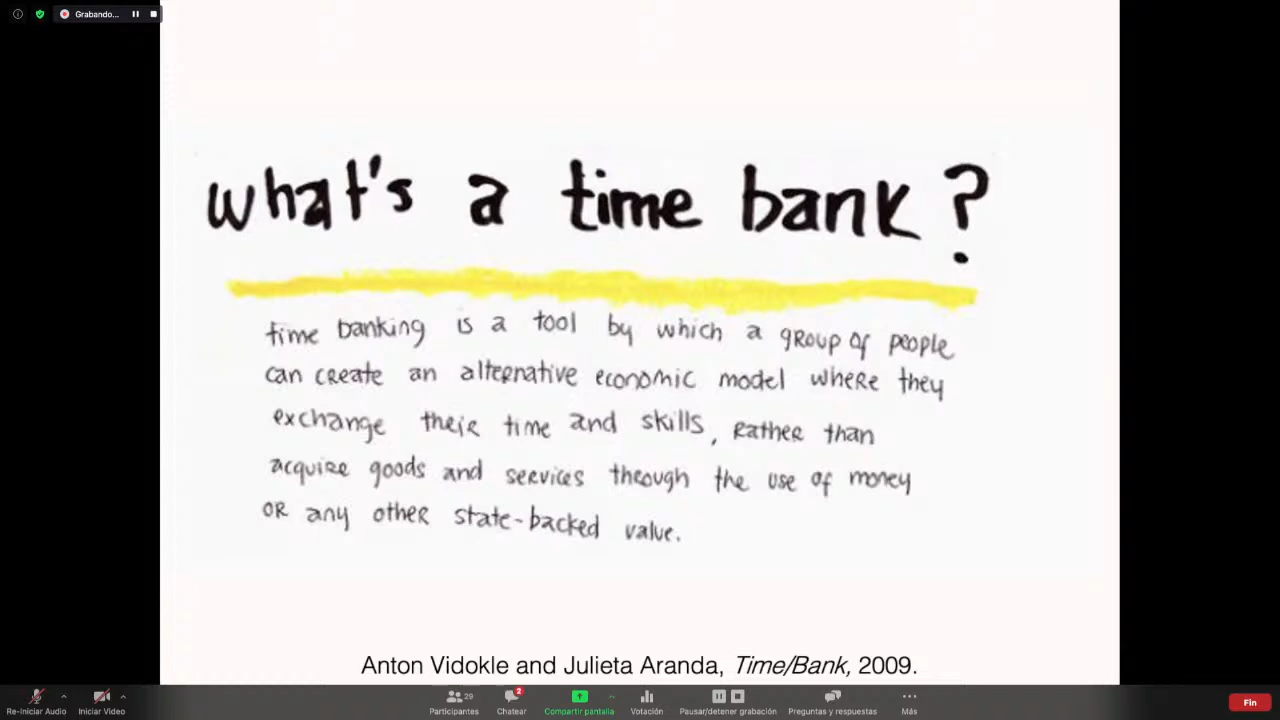 Grabando...
what's a time bank?
time banking is a tool by which a group of people
can create an alternative economic model where they
exchange their time and skills, rather than
acquire goods and services through the use of money
or any other state-backed value.
Anton Vidokle and Julieta Aranda, Time/Bank, 2009.
29
2
Re-iniciar Audio
Iniciar Video
Participantes
Chatear
Compartir pantalla
Votación
Pausar/detener grabación
Preguntas y respuestas
Más
Fin